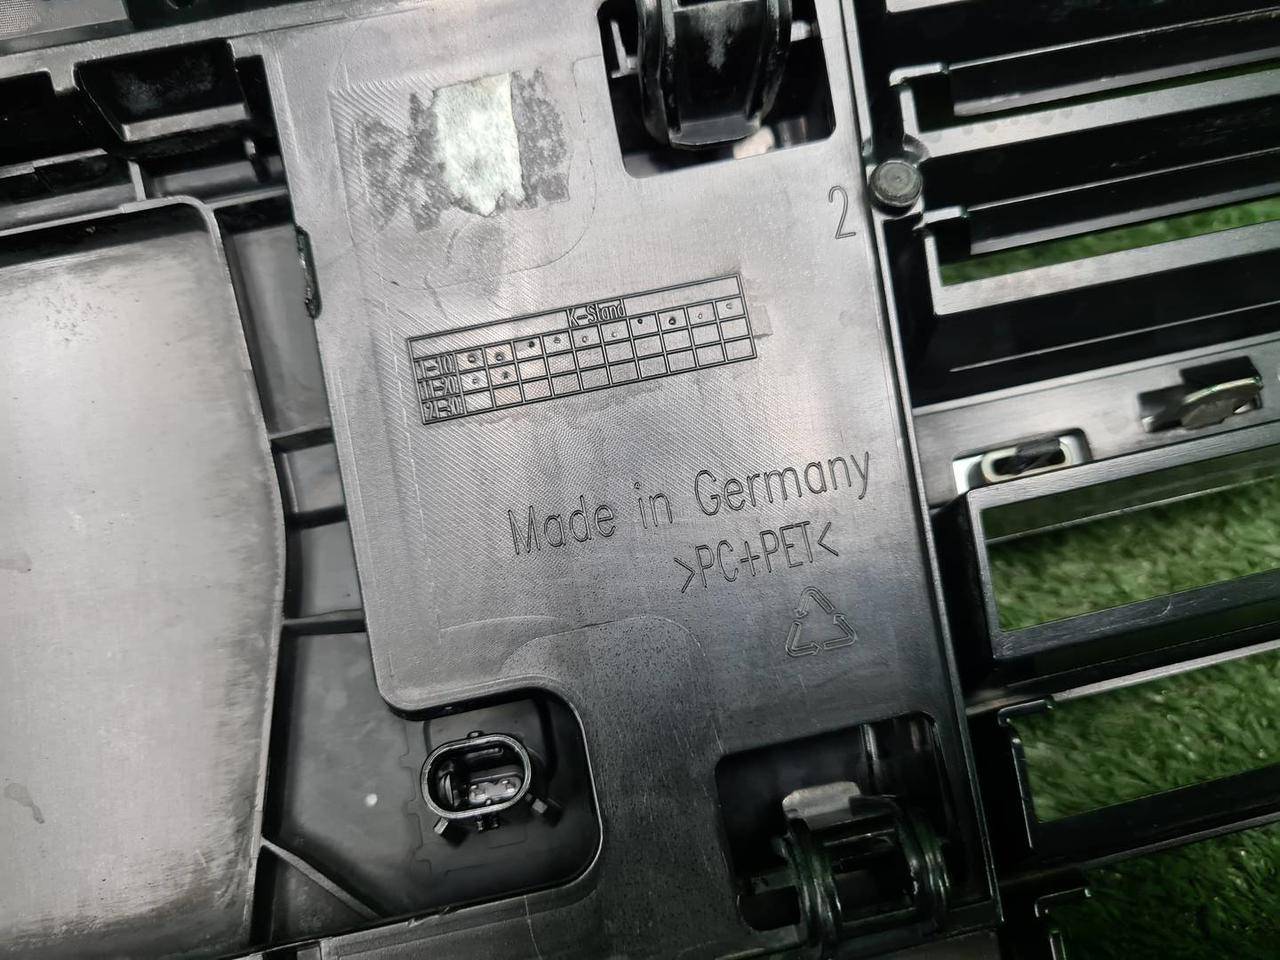 2
K-Stand
1-10
11-20
21-30
Made in Germany
>PC+PET<